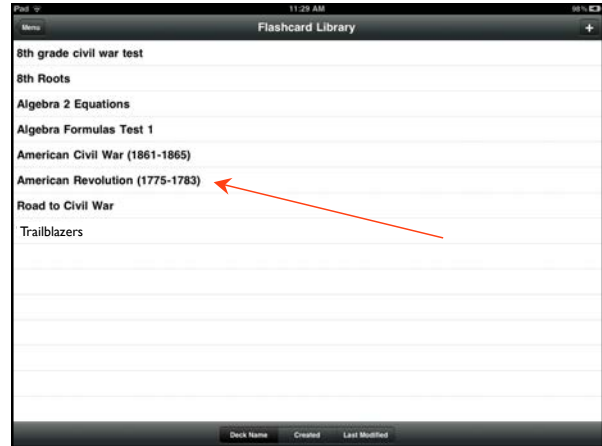 Pad 11:29 AM 98%
Menu Flashcard Library +
8th grade civil war test
8th Roots
Algebra 2 Equations
Algebra Formulas Test 1
American Civil War (1861-1865)
American Revolution (1775-1783)
Road to Civil War
Trailblazers
Deck Name Created Last Modified